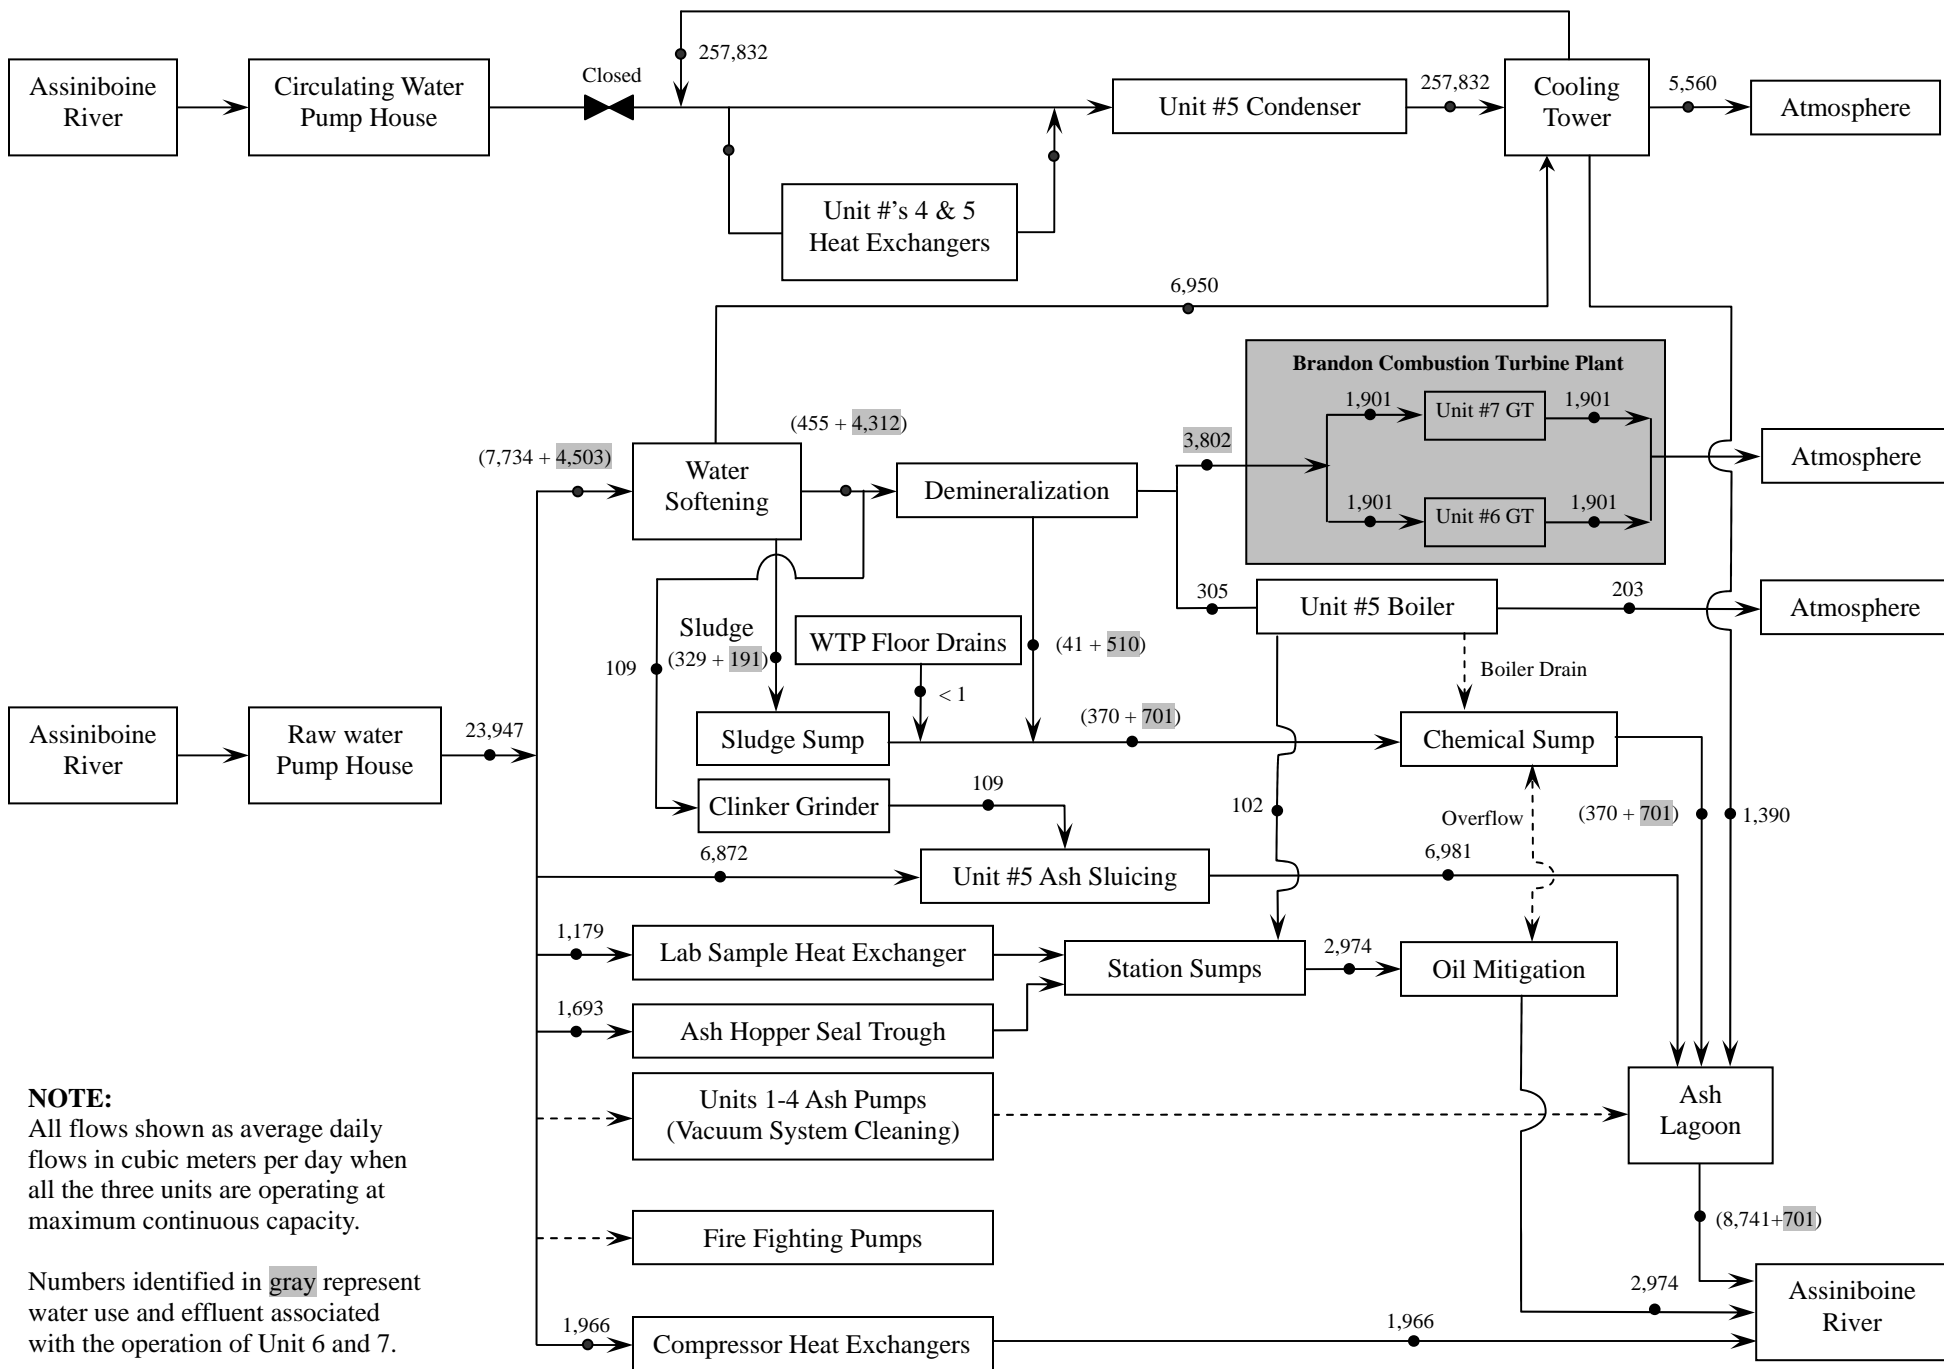 257,832
Closed
Assiniboine
River
Circulating Water
Pump House
Unit #5 Condenser
257,832
Cooling
Tower
5,560
Atmosphere
Unit #'s 4 & 5
Heat Exchangers
6,950
Brandon Combustion Turbine Plant
1,901
Unit #7 GT
1,901
(455 + 4,312)
3,802
(7,734 + 4,503)
Water
Softening
Demineralization
Atmosphere
1,901
Unit #6 GT
1,901
305
Unit #5 Boiler
203
Atmosphere
Sludge
(329 + 191)
WTP Floor Drains
(41 + 510)
109
Boiler Drain
< 1
Assiniboine
River
Raw water
Pump House
23,947
Sludge Sump
(370 + 701)
Chemical Sump
Clinker Grinder
109
102
Overflow
(370 + 701)
1,390
6,872
Unit #5 Ash Sluicing
6,981
1,179
Lab Sample Heat Exchanger
Station Sumps
2,974
Oil Mitigation
1,693
Ash Hopper Seal Trough
Units 1-4 Ash Pumps
(Vacuum System Cleaning)
Ash
Lagoon
NOTE:
All flows shown as average daily
flows in cubic meters per day when
all the three units are operating at
maximum continuous capacity.
Fire Fighting Pumps
(8,741+701)
Numbers identified in gray represent
water use and effluent associated
with the operation of Unit 6 and 7.
2,974
Assiniboine
River
1,966
Compressor Heat Exchangers
1,966